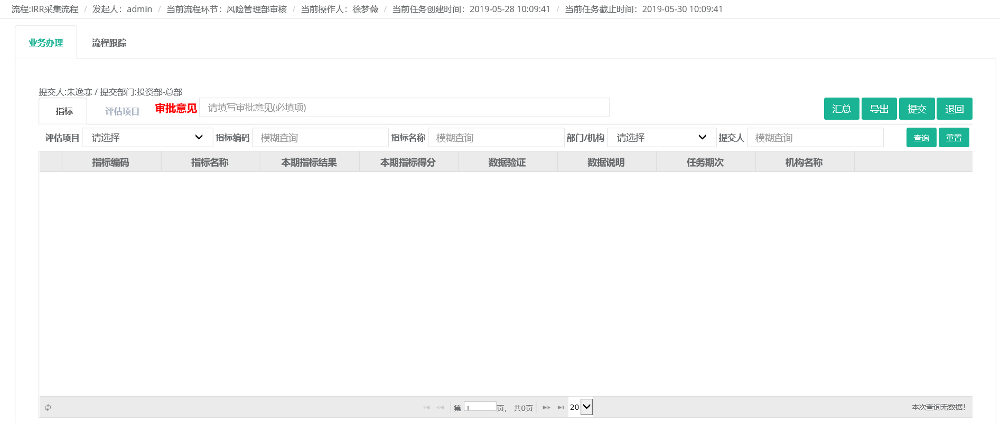 流程:IRR采集流程 / 发起人：admin / 当前流程环节：风险管理部审核 / 当前操作人：徐梦薇 / 当前任务创建时间：2019-05-28 10:09:41 / 当前任务截止时间：2019-05-30 10:09:41
业务办理 流程跟踪
提交人:朱逸寒 / 提交部门:投资部-总部
指标 评估项目 审批意见 请填写审批意见(必填项) 汇总 导出 提交 退回
评估项目 请选择 指标编码 模糊查询 指标名称 模糊查询 部门/机构 请选择 提交人 模糊查询 查询 重置
指标编码 指标名称 本期指标结果 本期指标得分 数据验证 数据说明 任务期次 机构名称
第 1 页， 共0页 20 本次查询无数据!